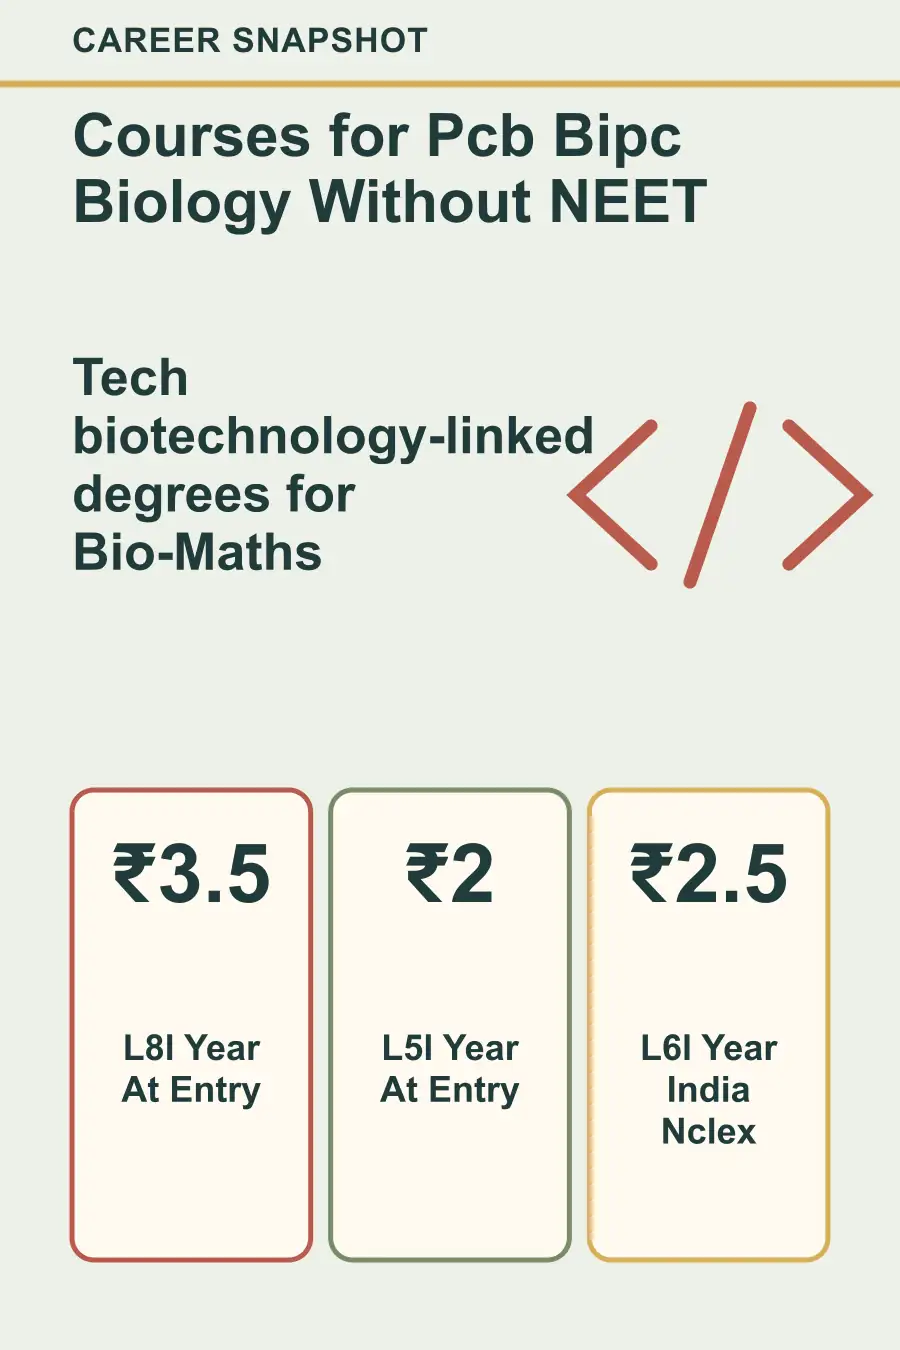 CAREER SNAPSHOT
Courses for Pcb Bipc
Biology Without NEET
Tech
biotechnology-linked
degrees for
Bio-Maths
₹3.5
L8l Year
At Entry
₹2
L5l Year
At Entry
₹2.5
L6l Year
India
Nclex